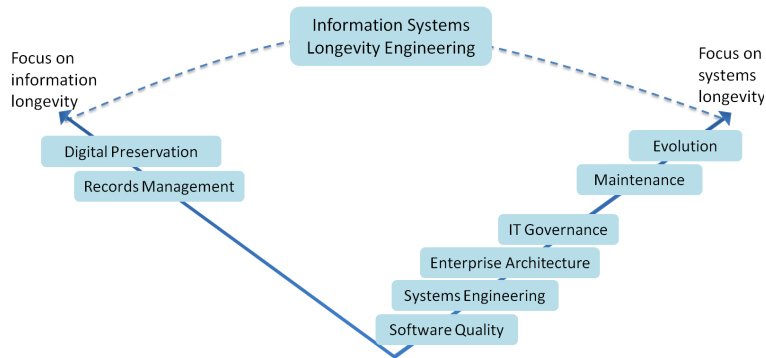 Information Systems
Longevity Engineering
Focus on
information
longevity
Focus on
systems
longevity
Digital Preservation
Records Management
Evolution
Maintenance
IT Governance
Enterprise Architecture
Systems Engineering
Software Quality